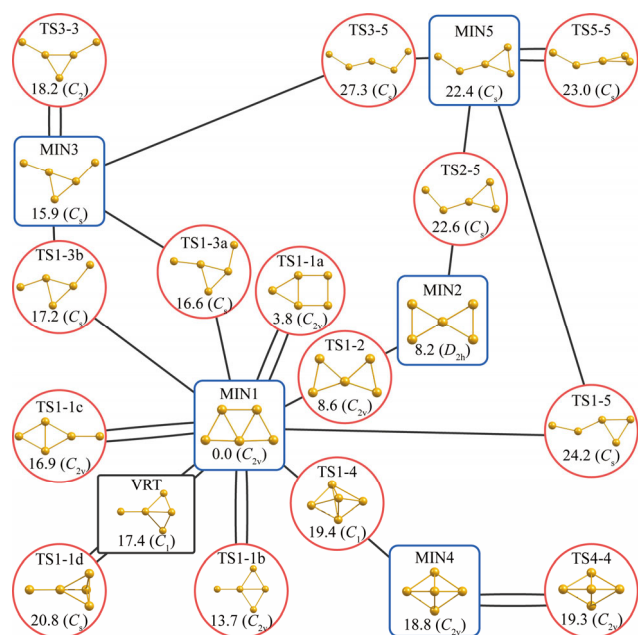 TS3-3
18.2 (C2)
TS3-5
27.3 (Cs)
MIN5
22.4 (Cs)
TS5-5
23.0 (Cs)
MIN3
15.9 (Cs)
TS2-5
22.6 (Cs)
TS1-3b
17.2 (Cs)
TS1-3a
16.6 (Cs)
TS1-1a
3.8 (C2v)
MIN2
8.2 (D2h)
TS1-2
8.6 (C2v)
MIN1
0.0 (C2v)
TS1-1c
16.9 (C2v)
TS1-5
24.2 (Cs)
VRT
17.4 (C1)
TS1-4
19.4 (C1)
TS1-1d
20.8 (Cs)
TS1-1b
13.7 (C2v)
MIN4
18.8 (C2v)
TS4-4
19.3 (C2v)